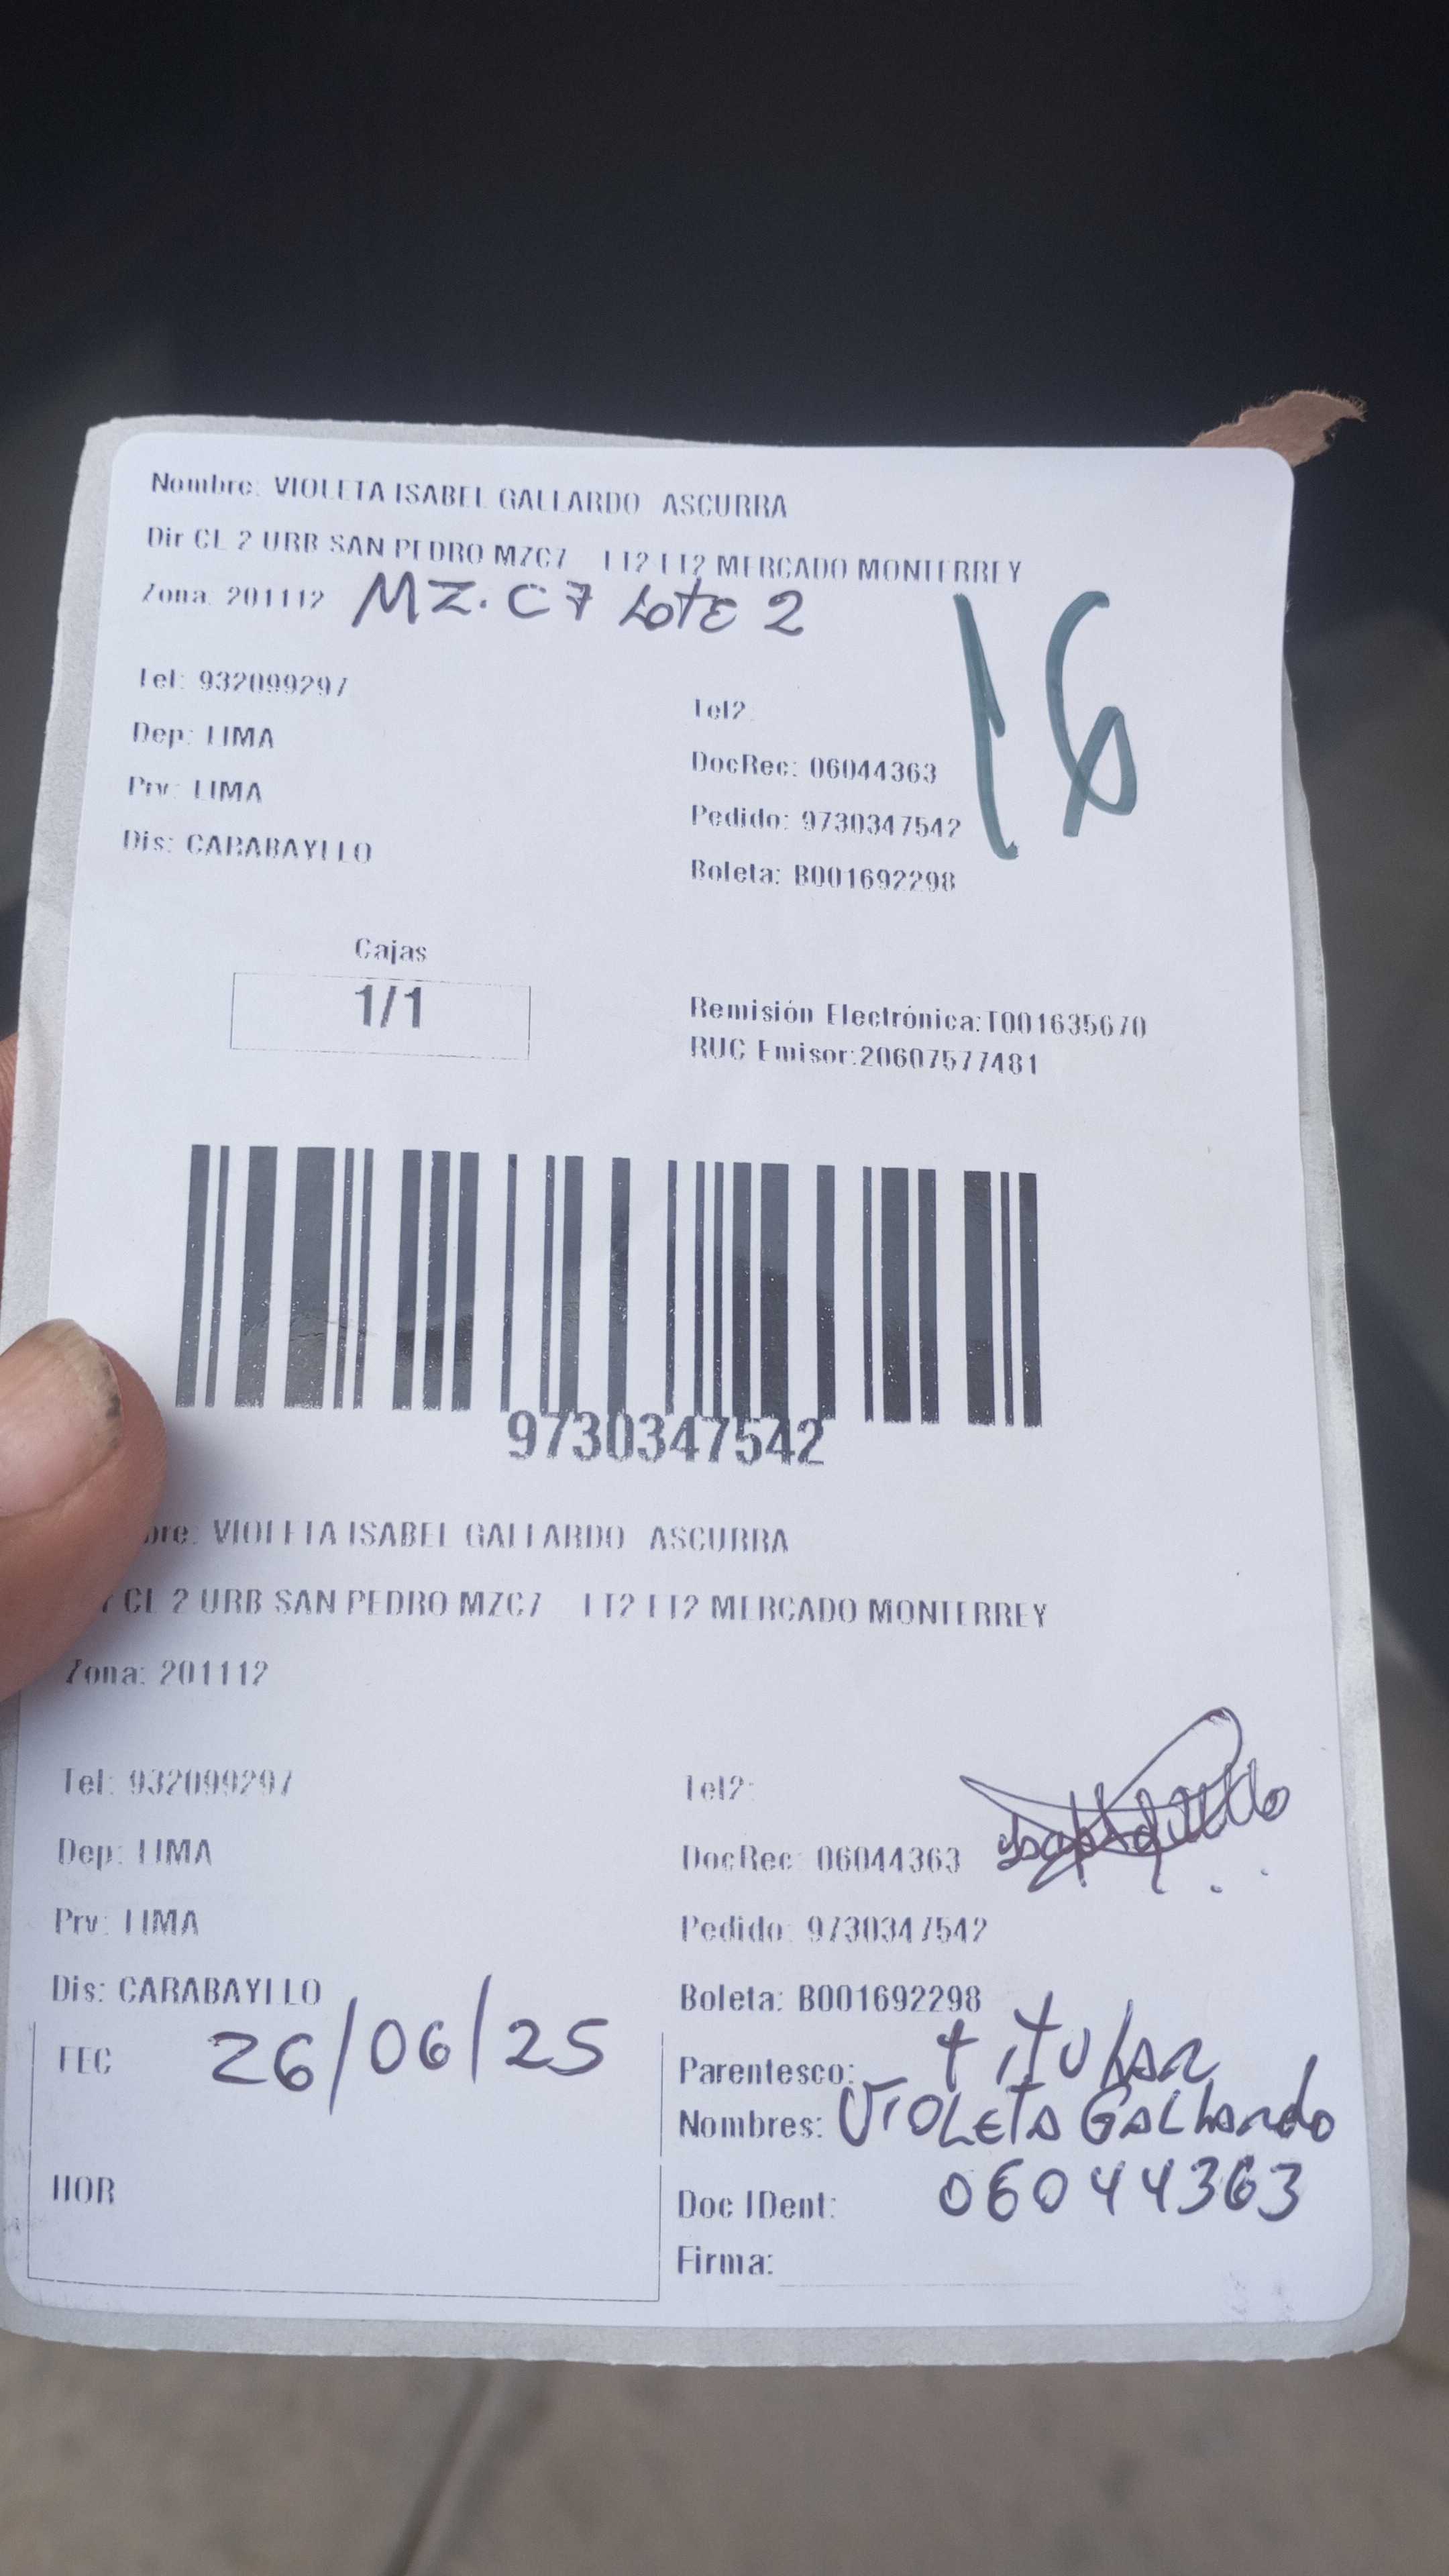 Nombre: VIOLETA ISABEL GALLARDO ASCURRA
Dir CL 2 URB SAN PEDRO MZC7 LT2 LT2 MERCADO MONTERREY
Zona: 201112 MZ. C7 Lote 2
16
Tel: 932099297
Tel2:
Dep: LIMA
DocRec: 06044363
Prv: LIMA
Pedido: 9730347542
Dis: CARABAYLLO
Boleta: B001692298
Cajas
1/1
Remisión Electrónica:T001635670
RUC Emisor:20607577481
9730347542
bre: VIOLETA ISABEL GALLARDO ASCURRA
CL 2 URB SAN PEDRO MZC7 LT2 LT2 MERCADO MONTERREY
Zona: 201112
Tel: 932099297
Tel2:
Dep: LIMA
DocRec: 06044363
Prv: LIMA
Pedido: 9730347542
Dis: CARABAYLLO
Boleta: B001692298
FEC 26/06/25
Parentesco: titular
Nombres: Violeta Gallardo
HOR
Doc IDent: 06044363
Firma: